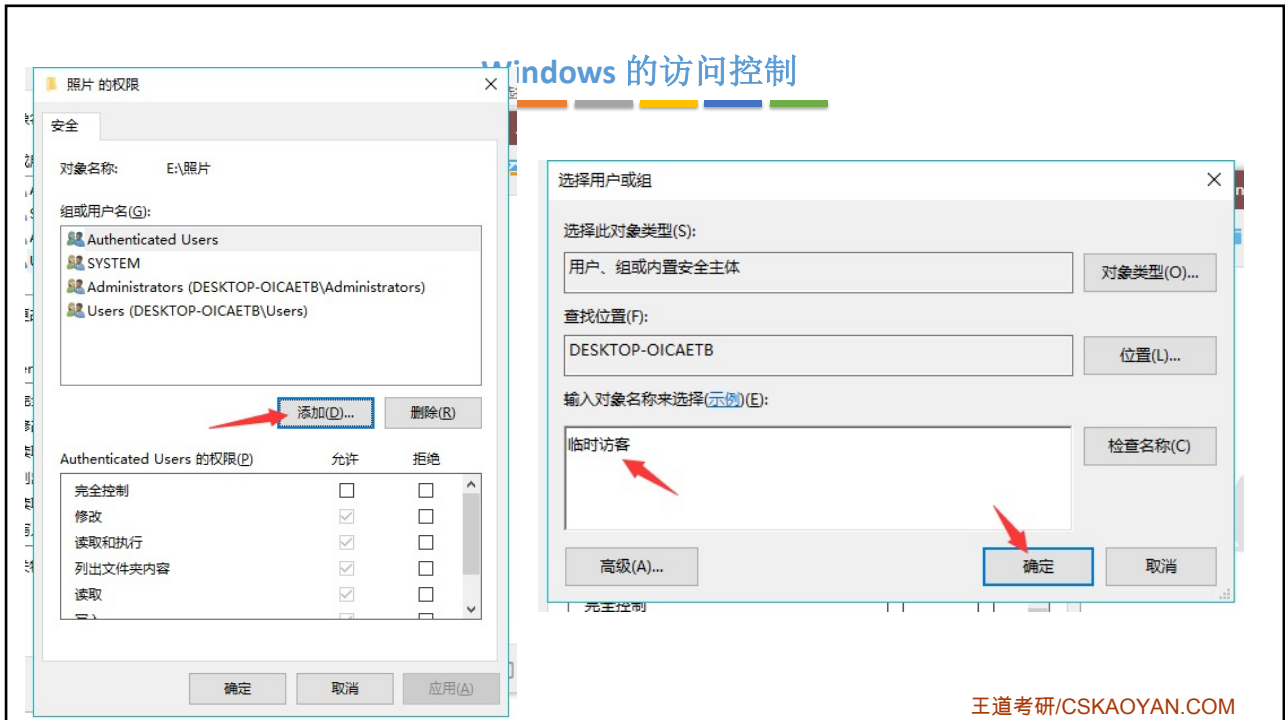 Windows 的访问控制
照片 的权限
安全
对象名称: E:\照片
组或用户名(G):
Authenticated Users
SYSTEM
Administrators (DESKTOP-OICAETB\Administrators)
Users (DESKTOP-OICAETB\Users)
添加(D)... 删除(R)
Authenticated Users 的权限(P) 允许 拒绝
完全控制
修改
读取和执行
列出文件夹内容
读取
写入
确定 取消 应用(A)
选择用户或组
选择此对象类型(S):
用户、组或内置安全主体 对象类型(O)...
查找位置(F):
DESKTOP-OICAETB 位置(L)...
输入对象名称来选择(示例)(E):
临时访客 检查名称(C)
高级(A)... 确定 取消
完全控制
王道考研/CSKAOYAN.COM